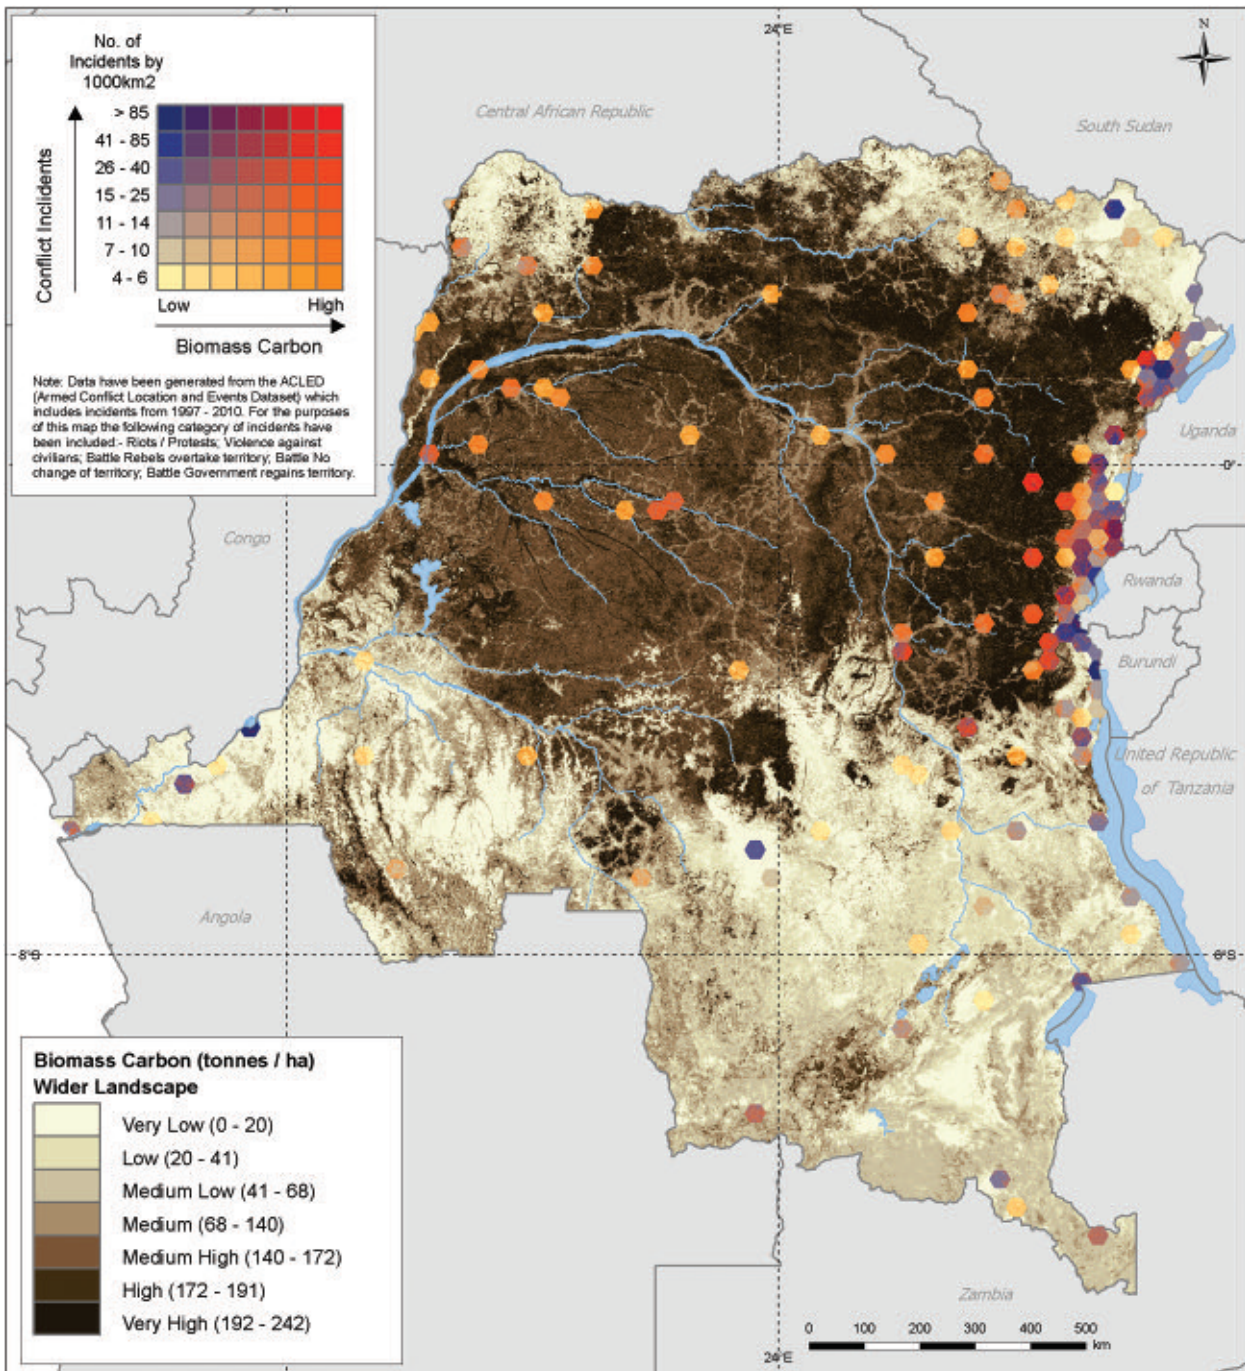 No. of
Incidents by
1000km2
> 85
41 - 85
26 - 40
15 - 25
11 - 14
7 - 10
4 - 6
Conflict Inclidents
Low
High
Biomass Carbon
Note: Data have been generated from the ACLED
(Armed Conflict Location and Events Dataset) which
includes incidents from 1997 - 2010. For the purposes
of this map the following category of incidents have
been included:- Riots / Protests; Violence against
civilians; Battle Rebels overtake territory; Battle No
change of territory; Battle Government regains territory.
24°E
N
Central African Republic
South Sudan
Uganda
0°
Congo
Rwanda
Burundi
United Republic
of Tanzania
Angola
8°S
8°S
Zambia
Biomass Carbon (tonnes / ha)
Wider Landscape
Very Low (0 - 20)
Low (20 - 41)
Medium Low (41 - 68)
Medium (68 - 140)
Medium High (140 - 172)
High (172 - 191)
Very High (192 - 242)
0 100 200 300 400 500
km
24°E